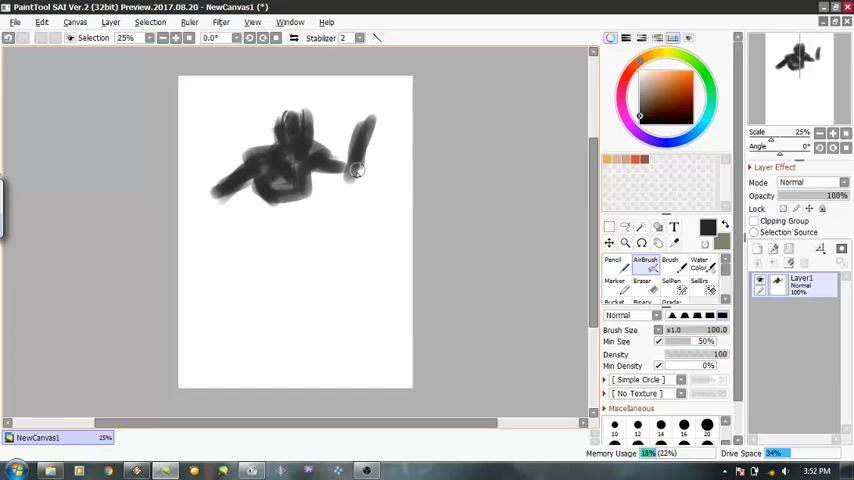 PaintTool SAI Ver.2 (32bit) Preview.2017.08.20 - NewCanvas1 (*)
File Edit Canvas Layer Selection Ruler Filter View Window Help
Selection 25% 0.0° Stabilizer 2
Scale 25%
Angle 0°
Layer Effect
Mode Normal
Opacity 100%
Lock
Clipping Group
Selection Source
T
Pencil AirBrush Brush Water Color
Marker Eraser SelPen SelErs
Bucket Binary Grada-
Layer1
Normal
100%
Normal
Brush Size x1.0 100.0
Min Size 50%
Density 100
Min Density 0%
[ Simple Circle ]
[ No Texture ]
Miscellaneous
10 12 14 16 20
NewCanvas1 25%
Memory Usage 18% (22%) Drive Space 34%
Pr
3:52 PM